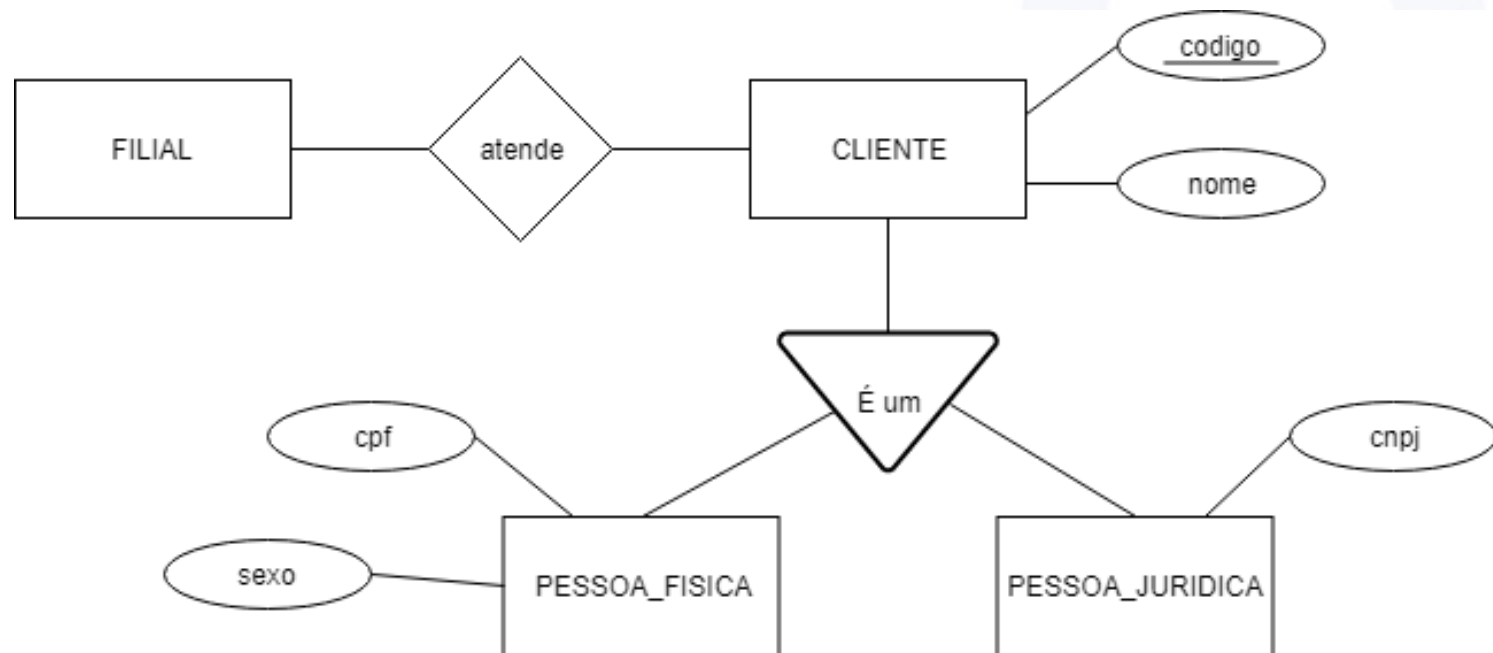 codigo
FILIAL
atende
CLIENTE
nome
É um
cpf
cnpj
sexo
PESSOA_FISICA
PESSOA_JURIDICA